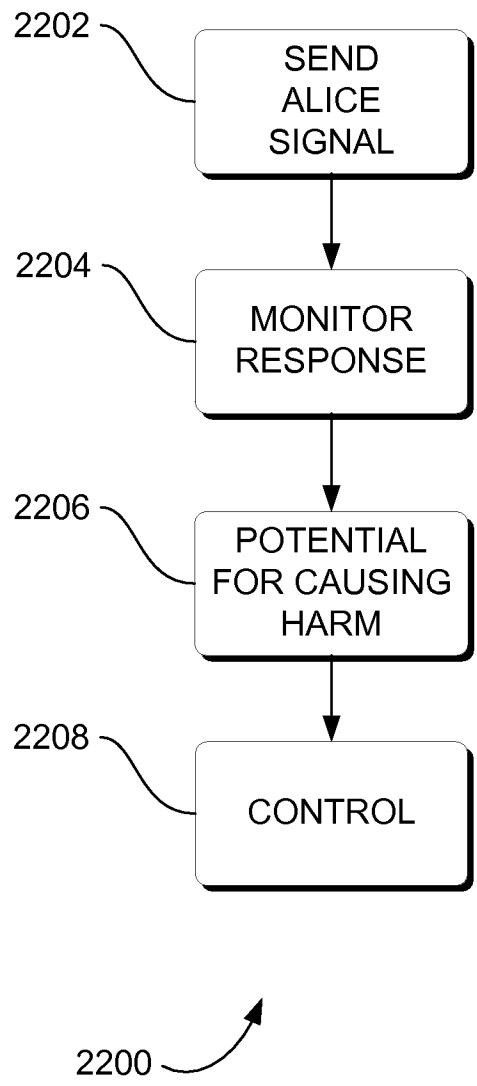 2202
SEND
ALICE
SIGNAL
2204
MONITOR
RESPONSE
2206
POTENTIAL
FOR CAUSING
HARM
2208
CONTROL
2200